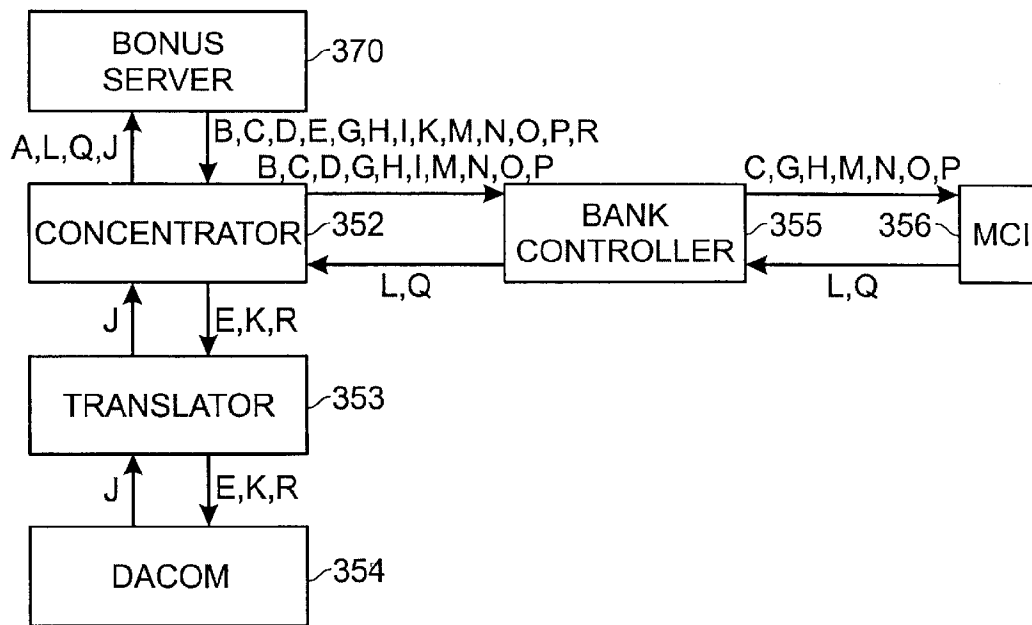 BONUS
SERVER
370
A,L,Q,J
B,C,D,E,G,H,I,K,M,N,O,P,R
B,C,D,G,H,I,M,N,O,P
C,G,H,M,N,O,P
CONCENTRATOR
352
BANK
CONTROLLER
355
356
MCI
L,Q
L,Q
J
E,K,R
TRANSLATOR
353
J
E,K,R
DACOM
354